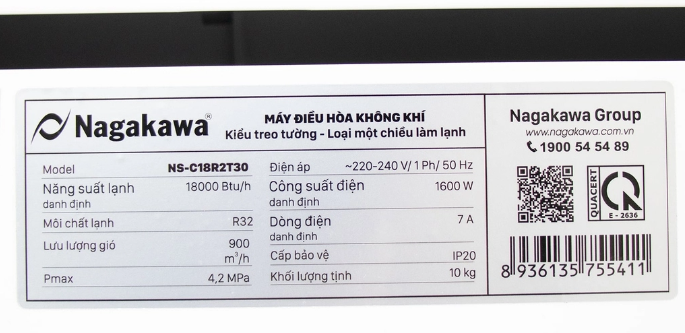 Nagakawa®
MÁY ĐIỀU HÒA KHÔNG KHÍ
Kiểu treo tường - Loại một chiều làm lạnh
Model NS-C18R2T30
Năng suất lạnh 18000 Btu/h
danh định
Môi chất lạnh R32
Lưu lượng gió 900
m³/h
Pmax 4,2 MPa
Điện áp ~220-240 V/ 1 Ph/ 50 Hz
Công suất điện 1600 W
danh định
Dòng điện 7 A
danh định
Cấp bảo vệ IP20
Khối lượng tịnh 10 kg
Nagakawa Group
www.nagakawa.com.vn
1900 54 54 89
QUACERT
E - 2636
8 936135 755411